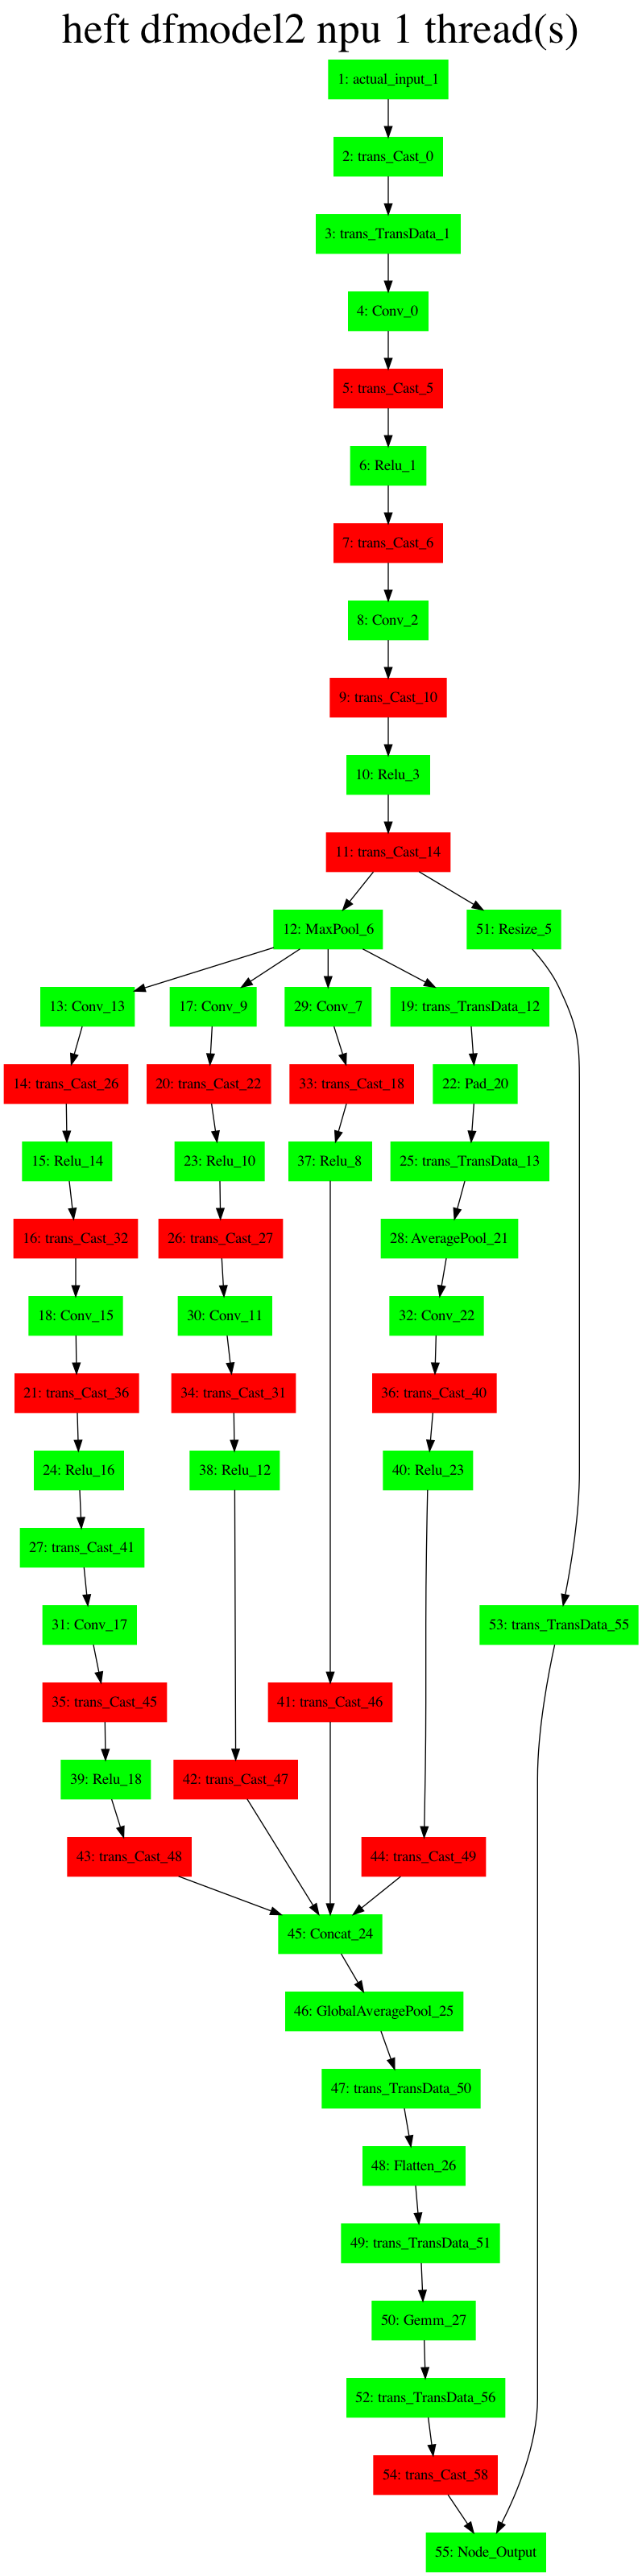 heft dfmodel2 npu 1 thread(s)
1: actual_input_1
2: trans_Cast_0
3: trans_TransData_1
4: Conv_0
5: trans_Cast_5
6: Relu_1
7: trans_Cast_6
8: Conv_2
9: trans_Cast_10
10: Relu_3
11: trans_Cast_14
12: MaxPool_6
51: Resize_5
13: Conv_13
17: Conv_9
29: Conv_7
19: trans_TransData_12
14: trans_Cast_26
20: trans_Cast_22
33: trans_Cast_18
22: Pad_20
15: Relu_14
23: Relu_10
37: Relu_8
25: trans_TransData_13
16: trans_Cast_32
26: trans_Cast_27
28: AveragePool_21
18: Conv_15
30: Conv_11
32: Conv_22
21: trans_Cast_36
34: trans_Cast_31
36: trans_Cast_40
24: Relu_16
38: Relu_12
40: Relu_23
27: trans_Cast_41
31: Conv_17
53: trans_TransData_55
35: trans_Cast_45
41: trans_Cast_46
39: Relu_18
42: trans_Cast_47
43: trans_Cast_48
44: trans_Cast_49
45: Concat_24
46: GlobalAveragePool_25
47: trans_TransData_50
48: Flatten_26
49: trans_TransData_51
50: Gemm_27
52: trans_TransData_56
54: trans_Cast_58
55: Node_Output